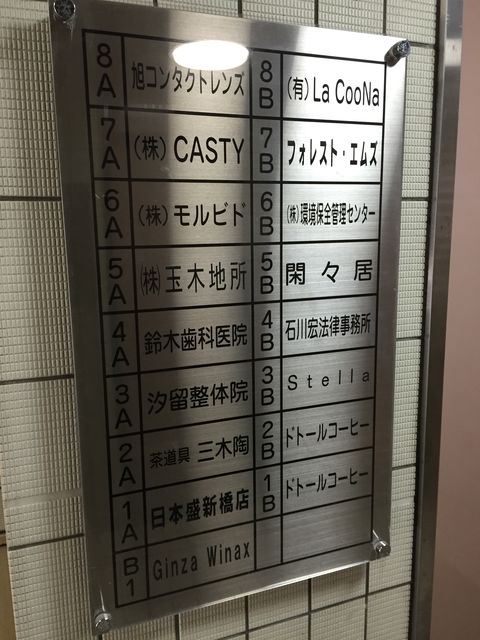 8A 旭コンタクトレンズ 8B (有)La CooNa
7A (株)CASTY 7B フォレスト・エムズ
6A (株)モルビド 6B (株)環境保全管理センター
5A (株)玉木地所 5B 閑々居
4A 鈴木歯科医院 4B 石川宏法律事務所
3A 汐留整体院 3B Stella
2A 茶道具 三木陶 2B ドトールコーヒー
1A 日本盛新橋店 1B ドトールコーヒー
B1 Ginza Winax